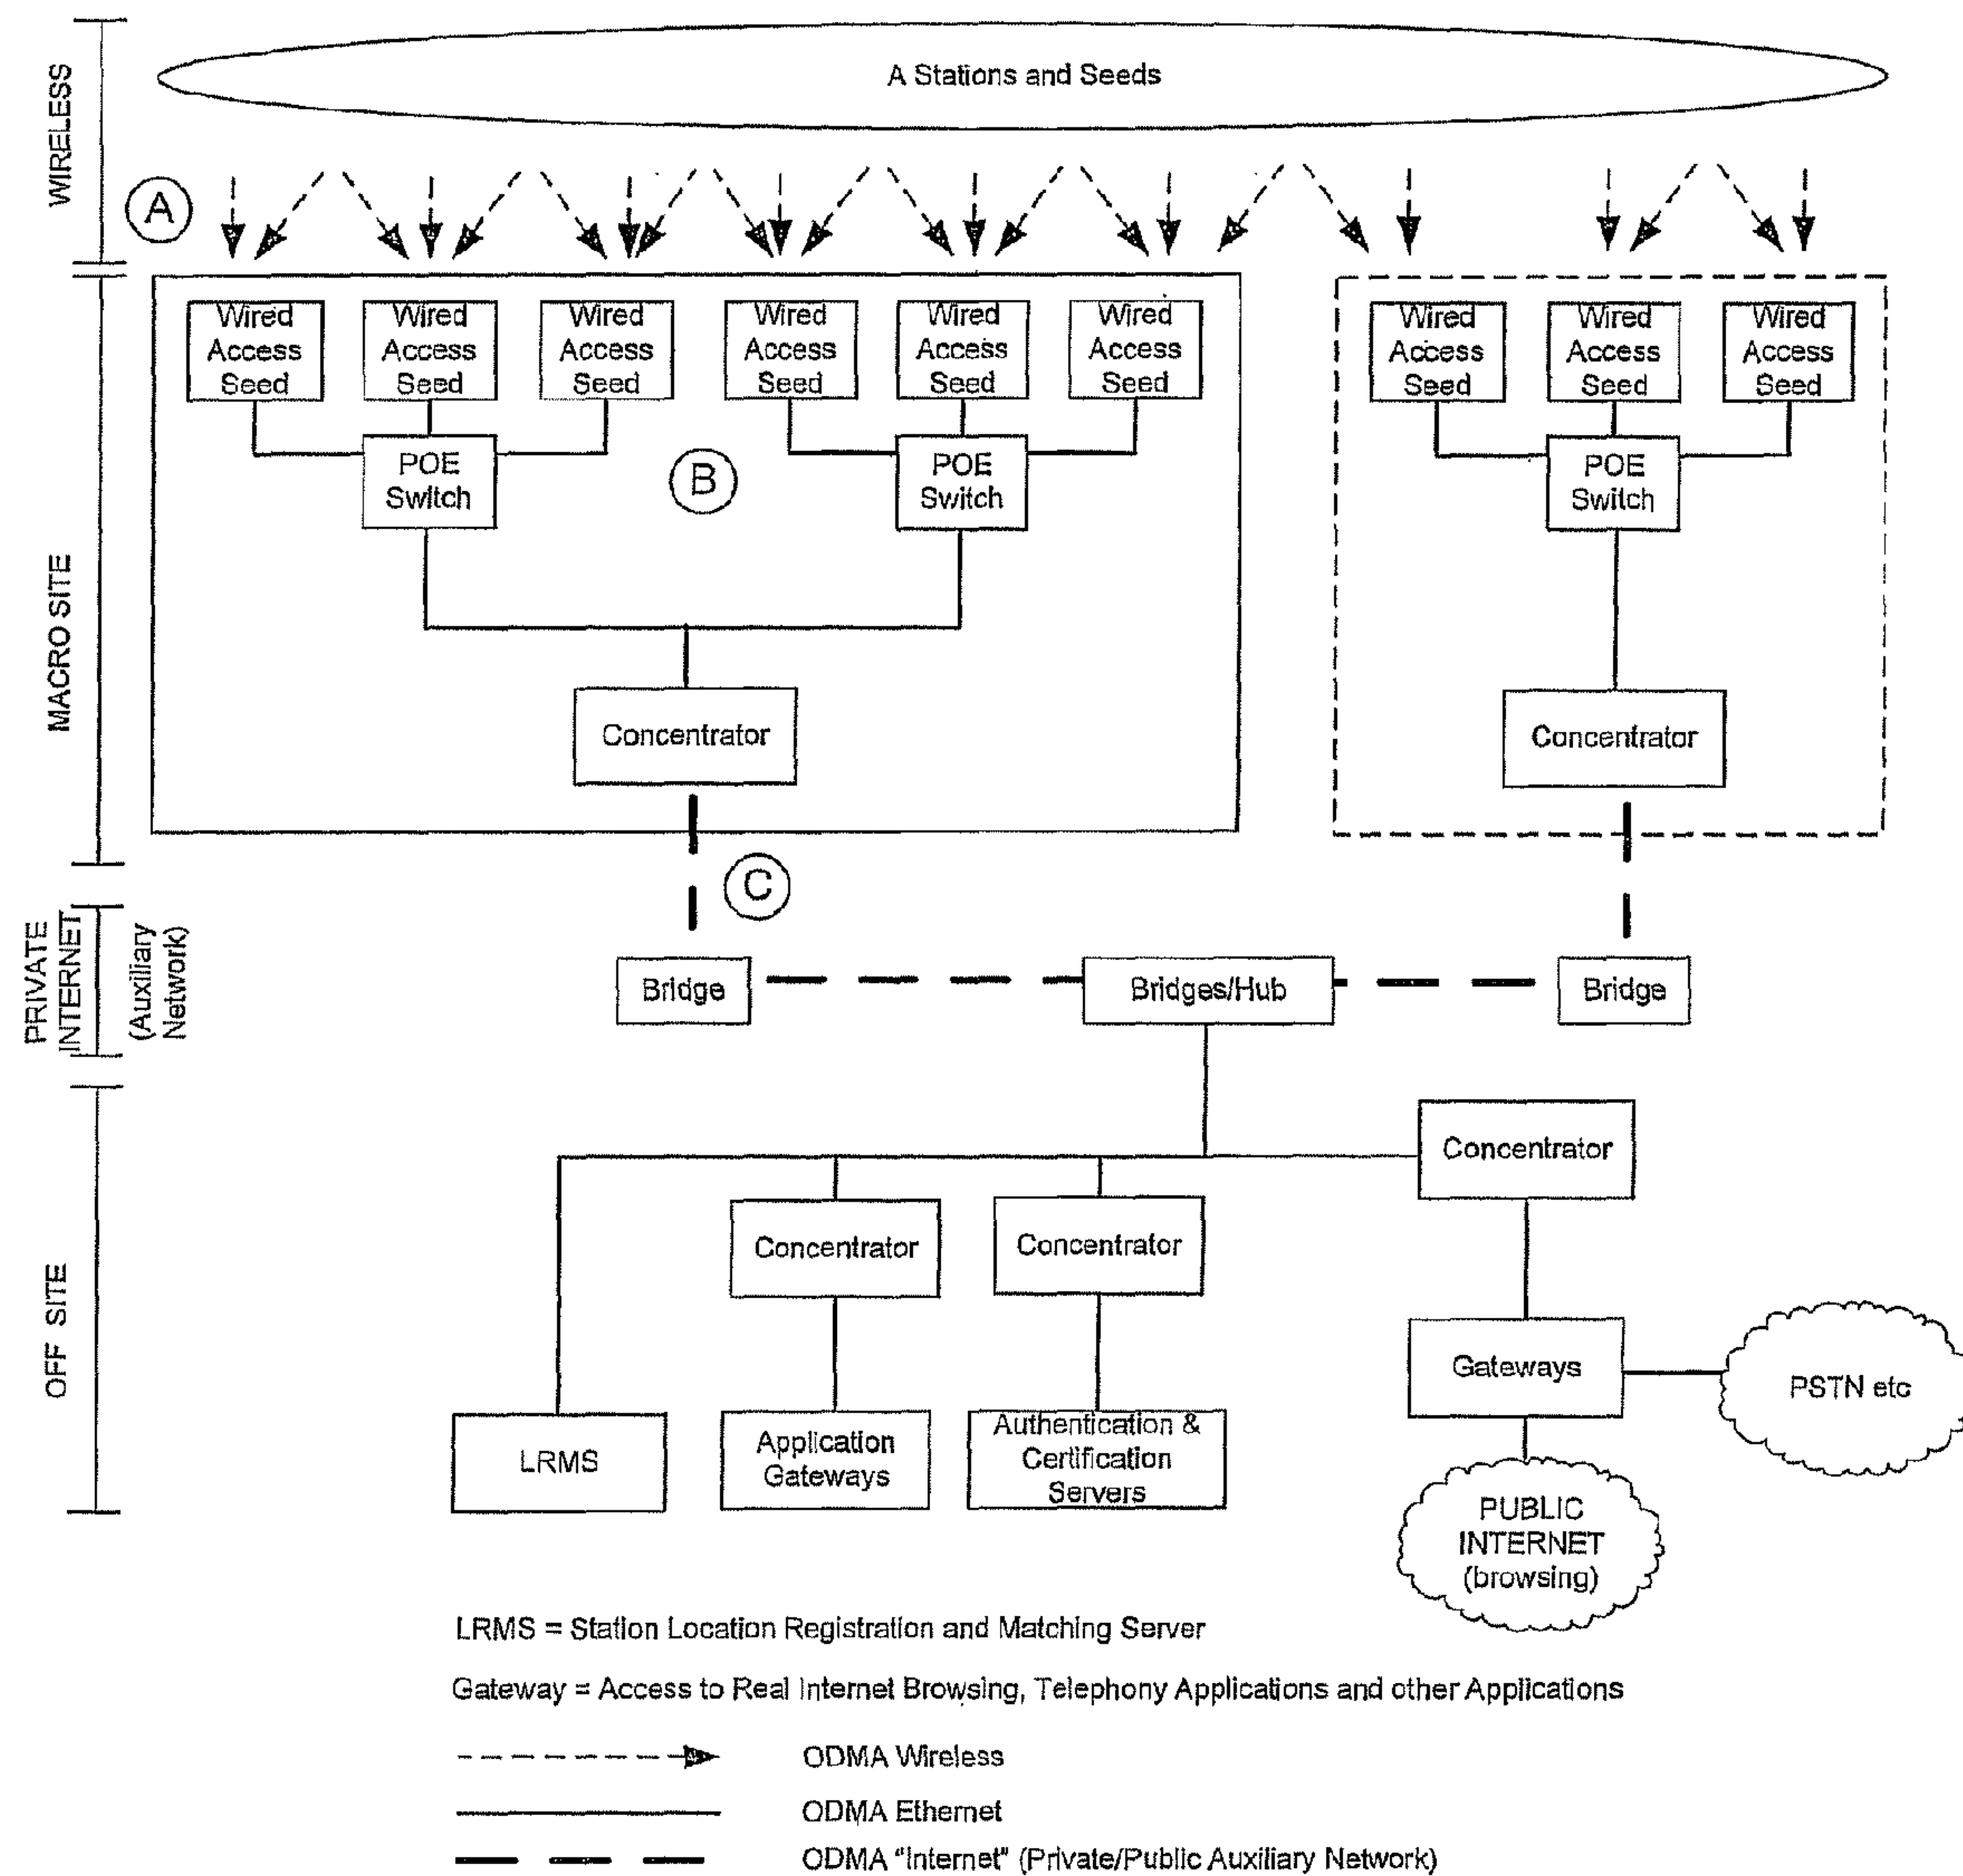 WIRELESS
A Stations and Seeds
A
MACRO SITE
Wired
Access
Seed
Wired
Access
Seed
Wired
Access
Seed
Wired
Access
Seed
Wired
Access
Seed
Wired
Access
Seed
Wired
Access
Seed
Wired
Access
Seed
Wired
Access
Seed
POE
Switch
B
POE
Switch
POE
Switch
Concentrator
Concentrator
C
PRIVATE
INTERNET
(Auxiliary
Network)
Bridge
Bridges/Hub
Bridge
OFF SITE
Concentrator
Concentrator
Concentrator
Gateways
PSTN etc
LRMS
Application
Gateways
Authentication &
Certification
Servers
PUBLIC
INTERNET
(browsing)
LRMS = Station Location Registration and Matching Server
Gateway = Access to Real Internet Browsing, Telephony Applications and other Applications
ODMA Wireless
ODMA Ethernet
ODMA "Internet" (Private/Public Auxiliary Network)